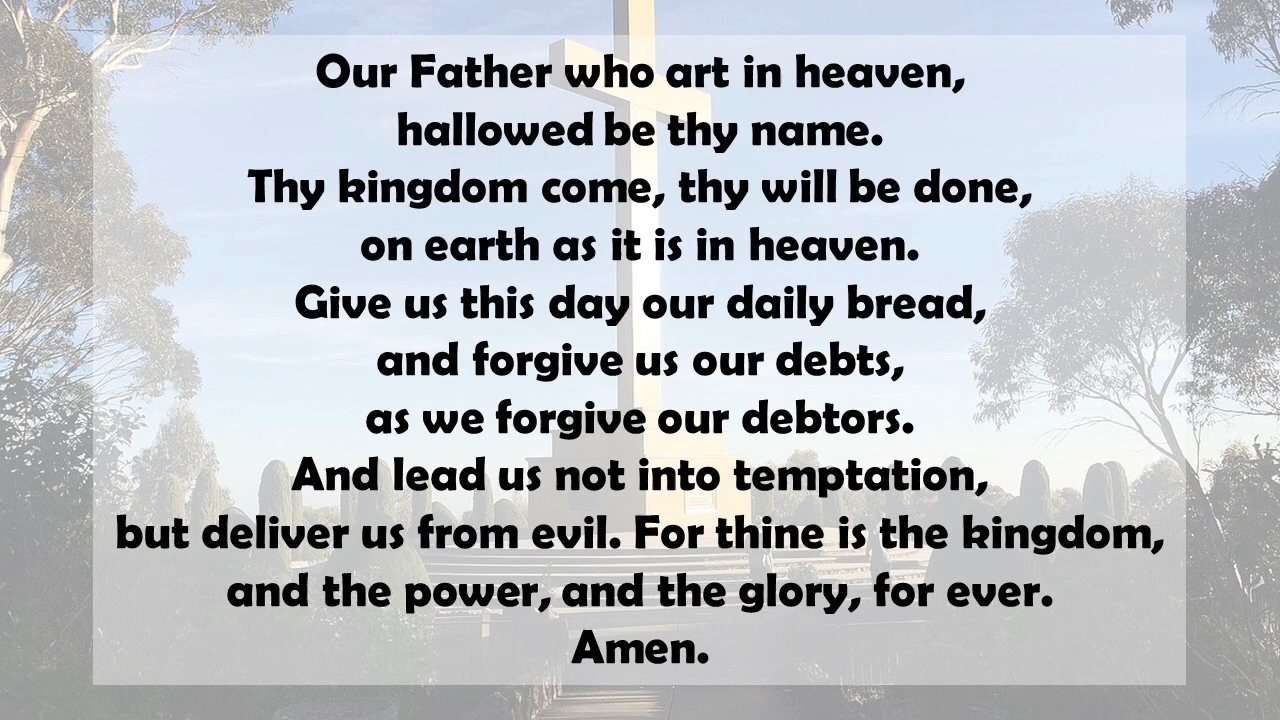 Our Father who art in heaven,
hallowed be thy name.
Thy kingdom come, thy will be done,
on earth as it is in heaven.
Give us this day our daily bread,
and forgive us our debts,
as we forgive our debtors.
And lead us not into temptation,
but deliver us from evil. For thine is the kingdom,
and the power, and the glory, for ever.
Amen.